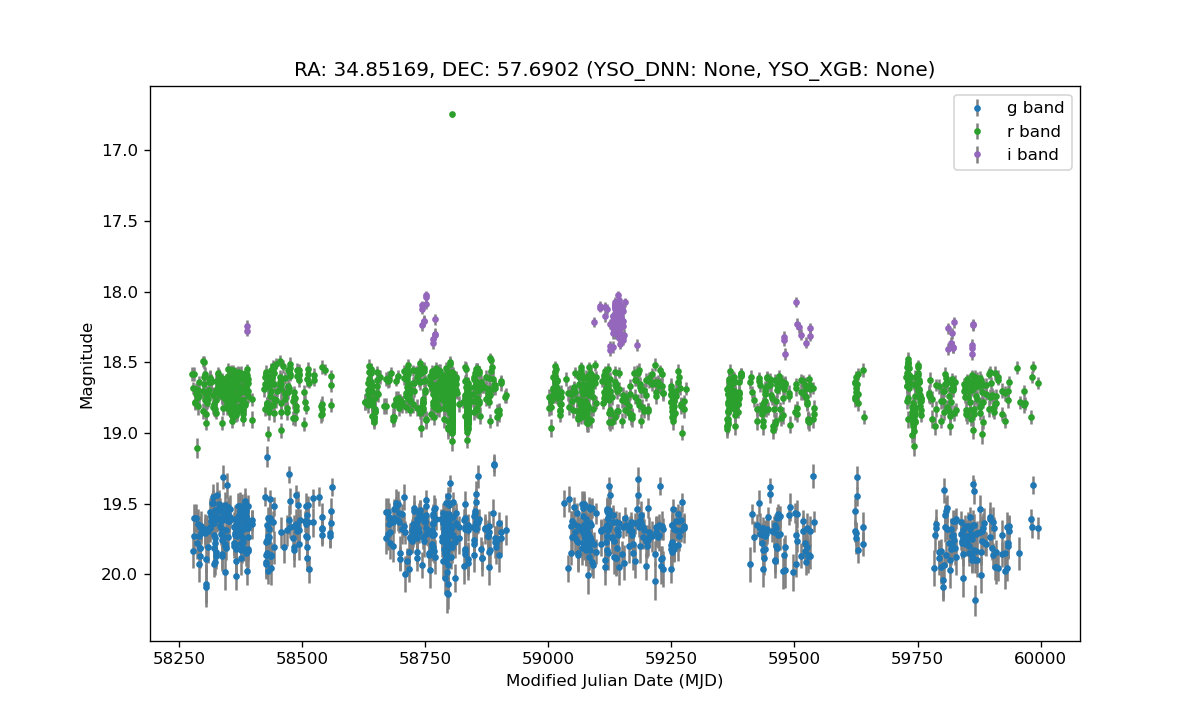 RA: 34.85169, DEC: 57.6902 (YSO_DNN: None, YSO_XGB: None)
g band
r band
i band
Magnitude
17.0
17.5
18.0
18.5
19.0
19.5
20.0
58250 58500 58750 59000 59250 59500 59750 60000
Modified Julian Date (MJD)